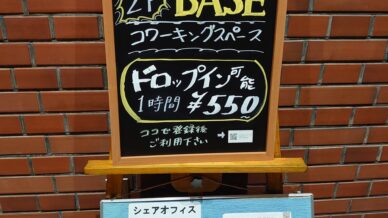 2F BASE
コワーキングスペース
ドロップイン可能
1時間 ¥550~
ココで登録後 →
ご利用下さい
シェアオフィス